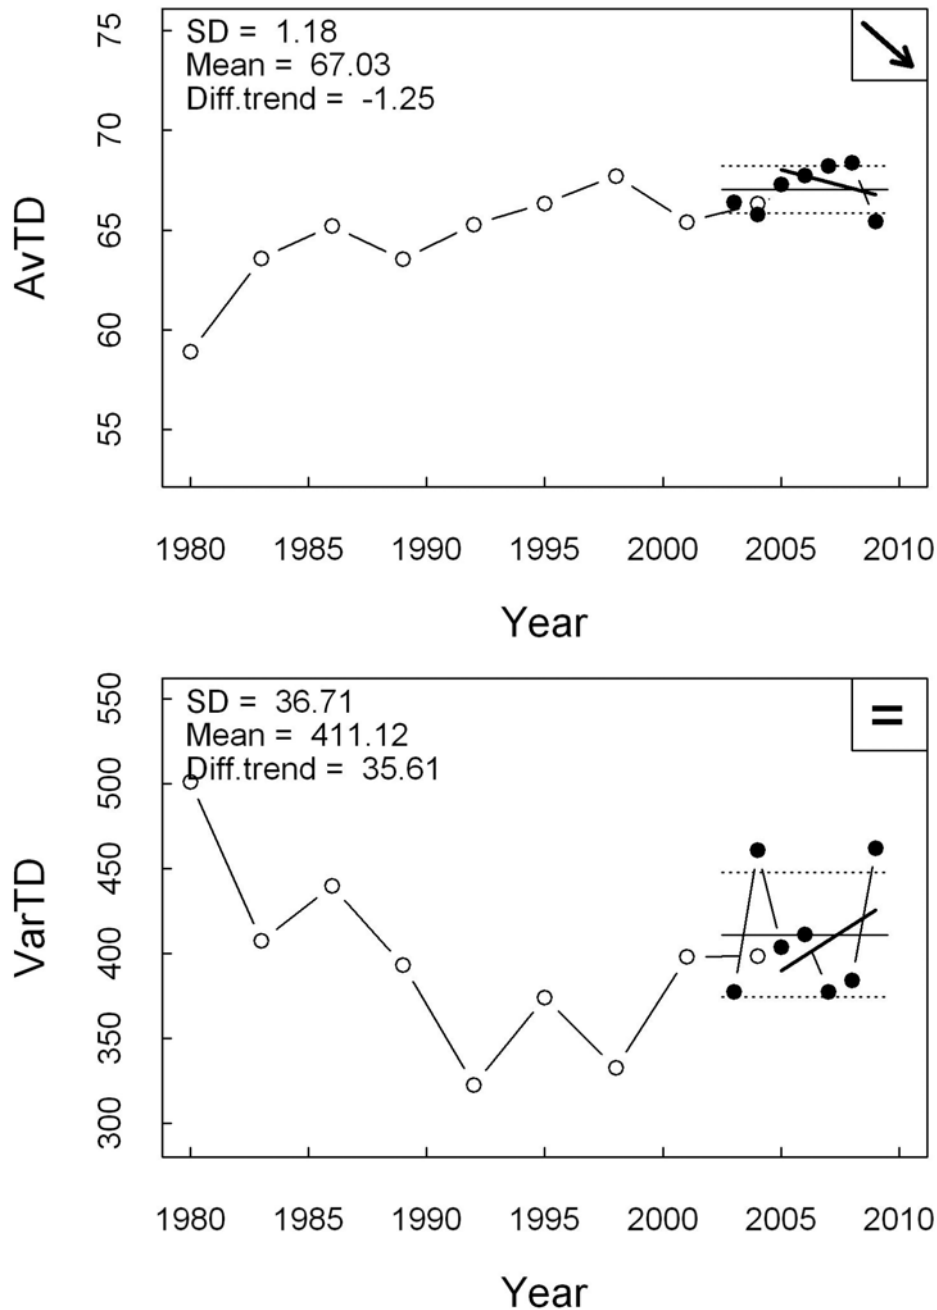 SD = 1.18
Mean = 67.03
Diff.trend = -1.25
75
70
65
60
55
AvTD
1980 1985 1990 1995 2000 2005 2010
Year
SD = 36.71
Mean = 411.12
Diff.trend = 35.61
=
550
500
450
400
350
300
VarTD
1980 1985 1990 1995 2000 2005 2010
Year